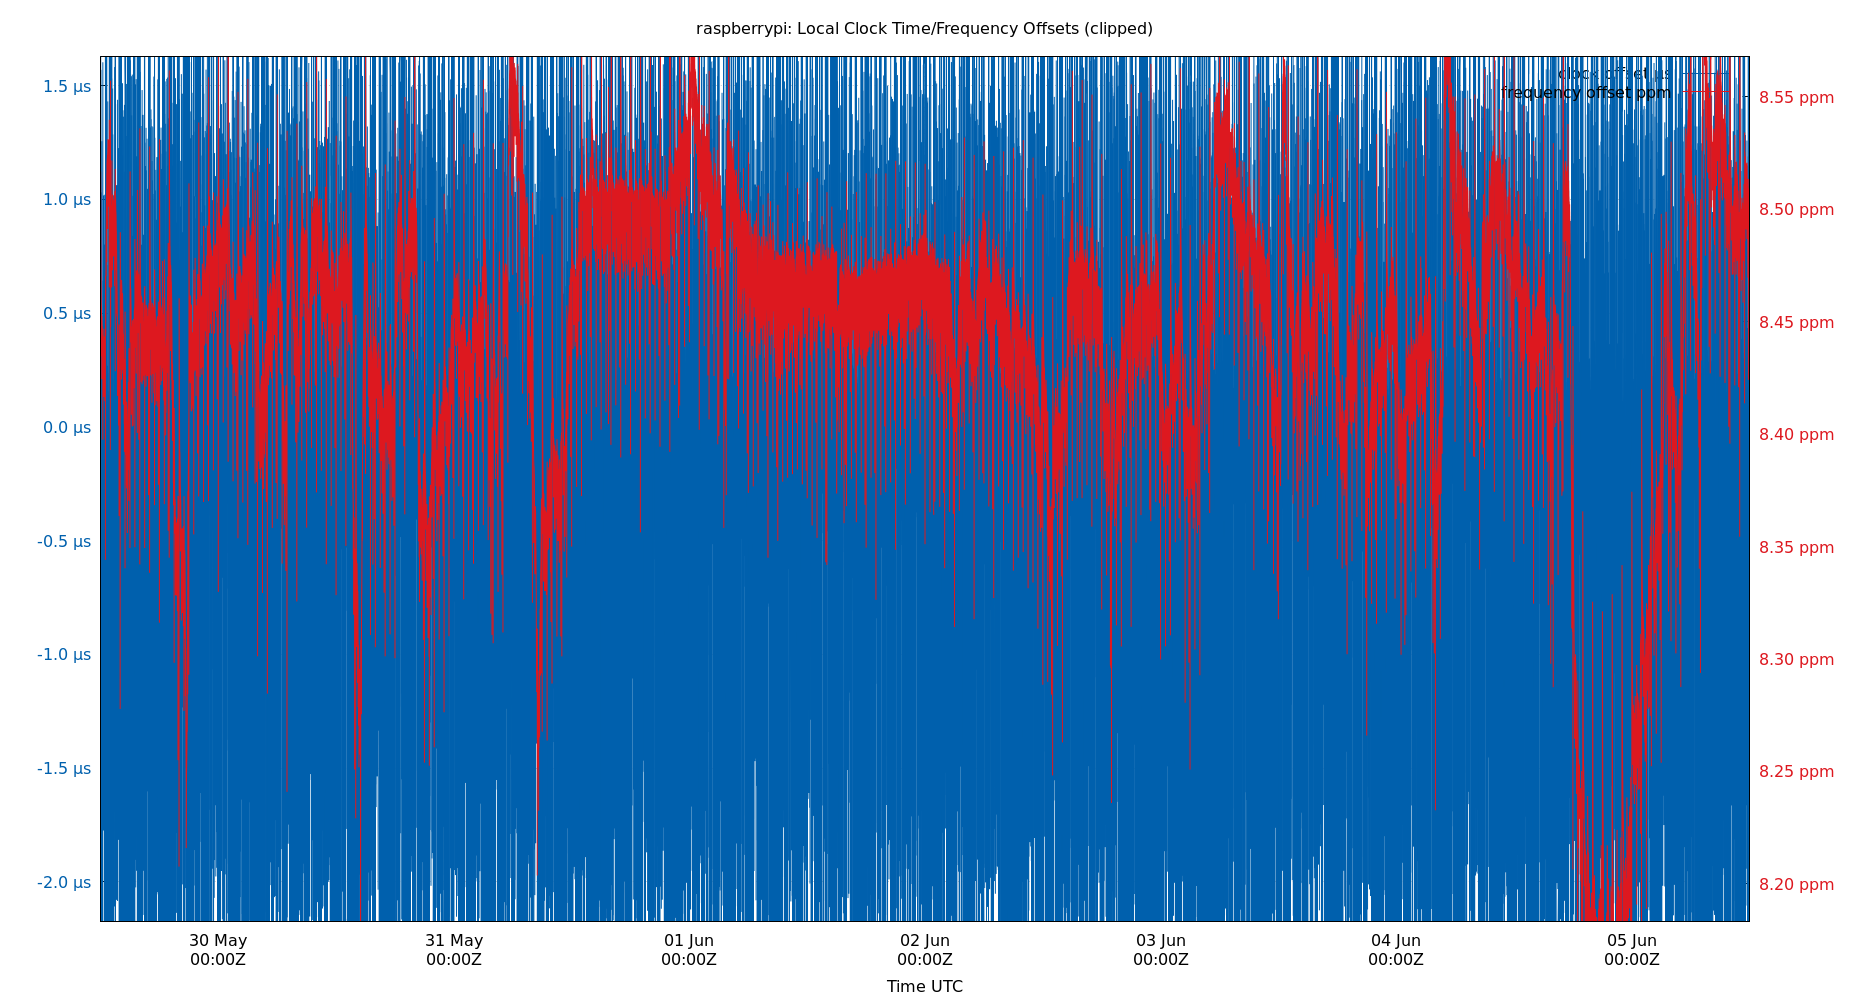 raspberrypi: Local Clock Time/Frequency Offsets (clipped)
clock offset µs
frequency offset ppm
1.5 µs
1.0 µs
0.5 µs
0.0 µs
-0.5 µs
-1.0 µs
-1.5 µs
-2.0 µs
8.55 ppm
8.50 ppm
8.45 ppm
8.40 ppm
8.35 ppm
8.30 ppm
8.25 ppm
8.20 ppm
30 May 31 May 01 Jun 02 Jun 03 Jun 04 Jun 05 Jun
00:00Z 00:00Z 00:00Z 00:00Z 00:00Z 00:00Z 00:00Z
Time UTC